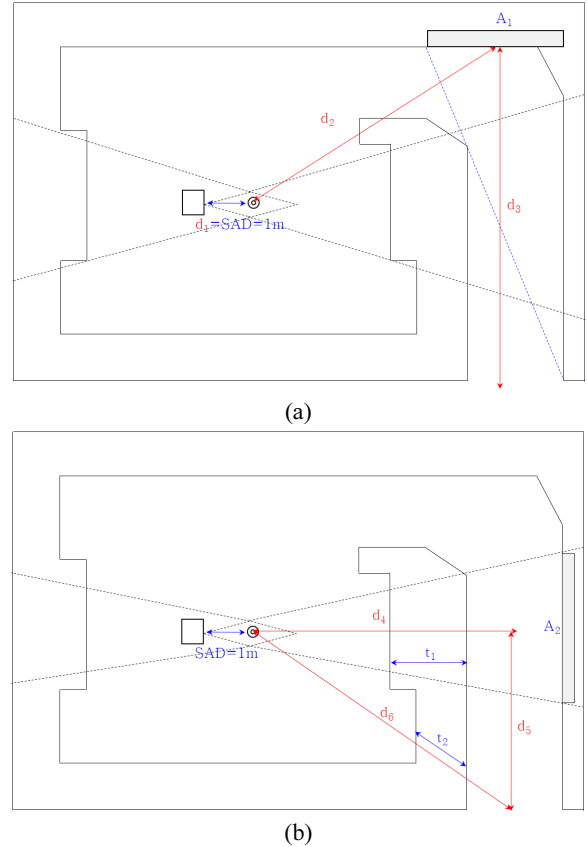 A₁
d₂
d₃
d₁=SAD=1m
(a)
d₄
A₂
SAD=1m
t₁
d₆
d₅
t₂
(b)